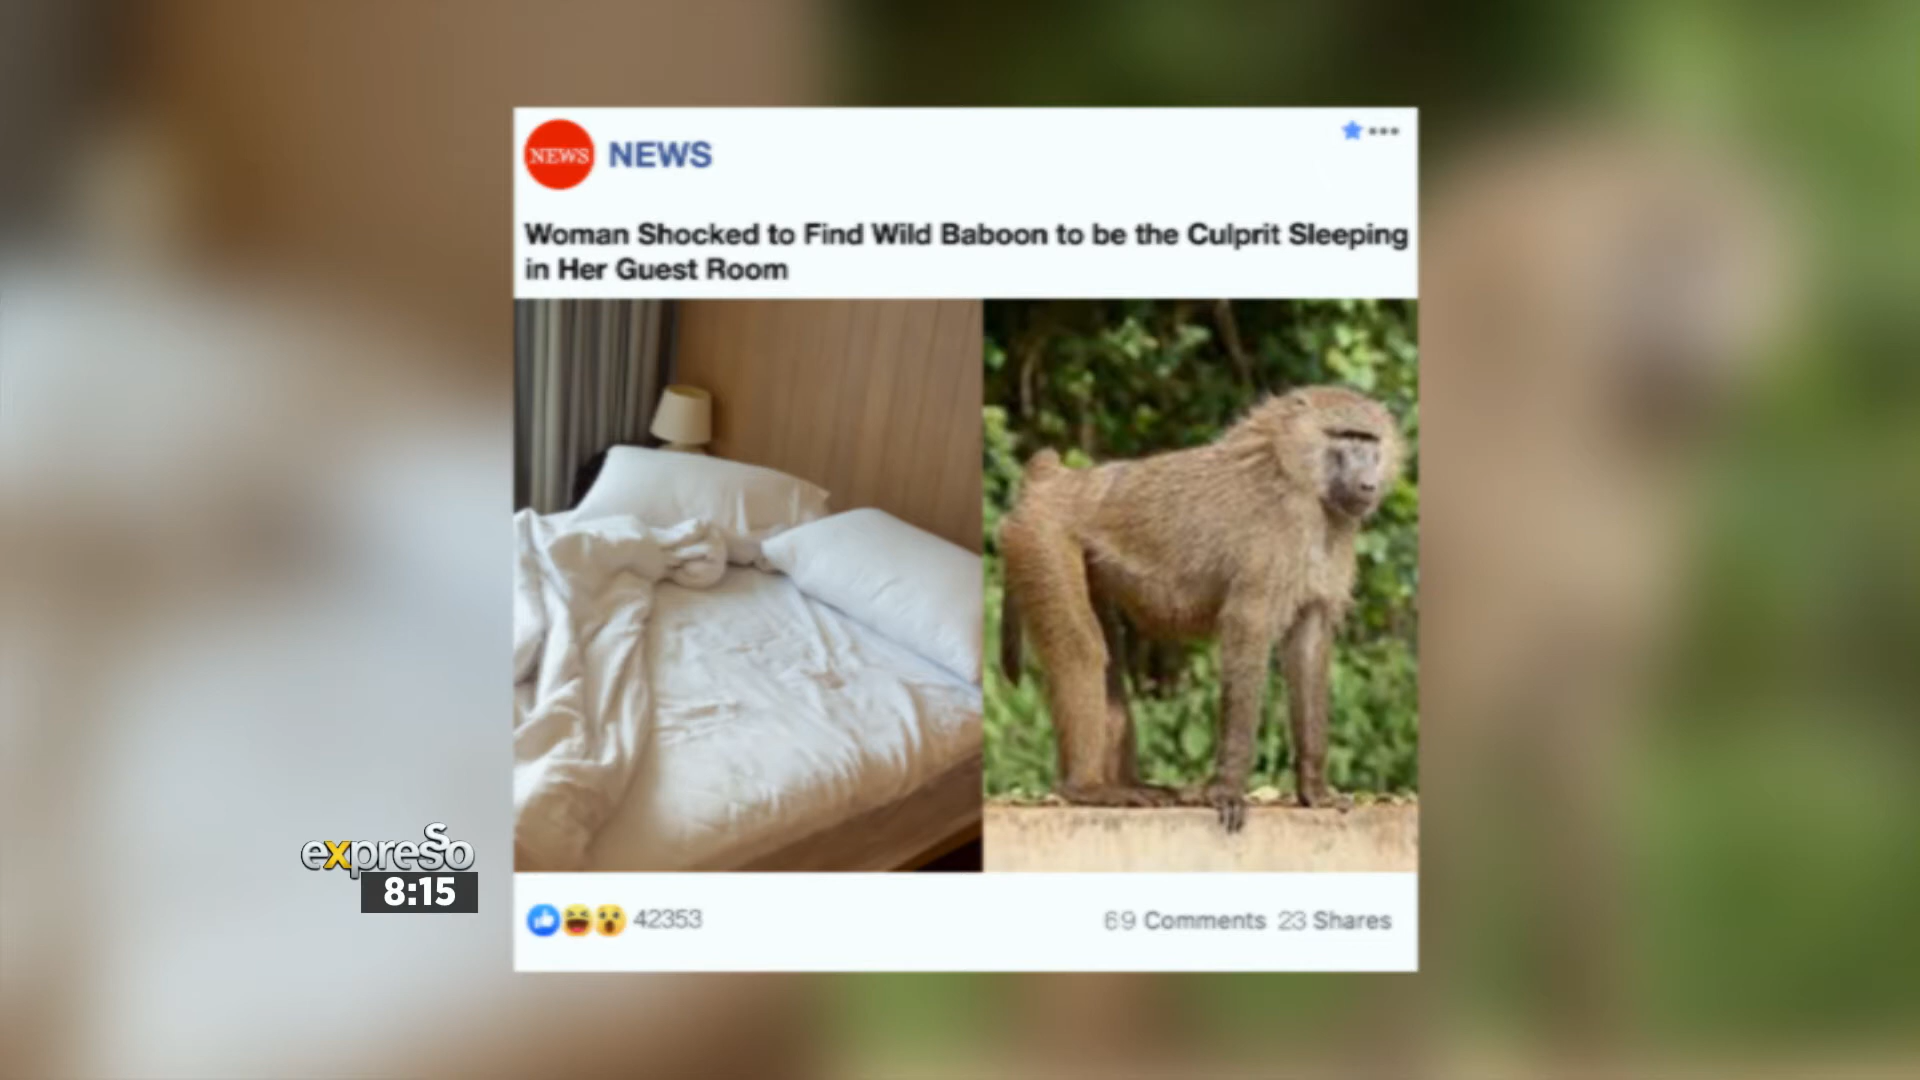 NEWS NEWS
Woman Shocked to Find Wild Baboon to be the Culprit Sleeping
in Her Guest Room
42353 69 Comments 23 Shares
expresso
8:15